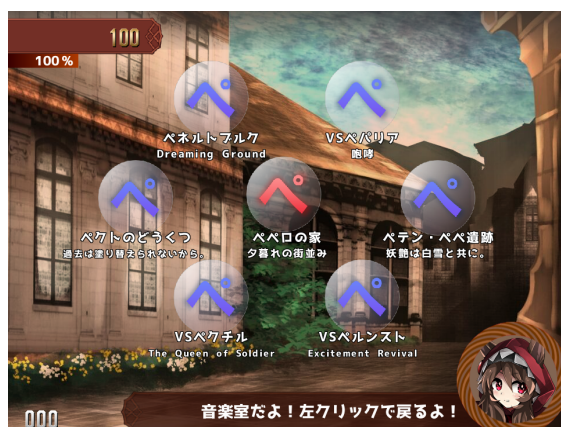 100
100%
ペ
ペ
ペネルトブルク
Dreaming Ground
VSペパリア
咆哮
ペ
ペ
ペ
ペクトのどうくつ
過去は塗り替えられないから。
ペペロの家
夕暮れの街並み
ペテン・ペペ遺跡
妖艶は白雪と共に。
ペ
ペ
VSペクチル
The Queen of Soldier
VSペルンスト
Excitement Revival
音楽室だよ！左クリックで戻るよ！
000